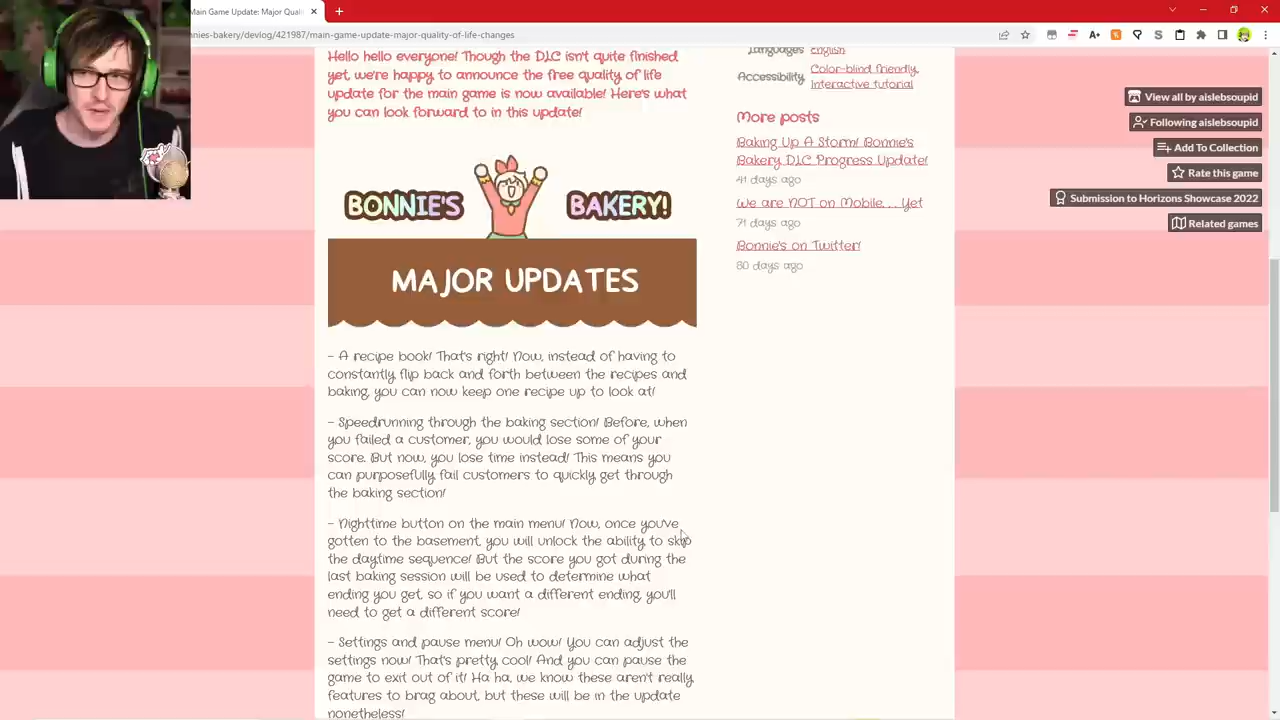 Main Game Update: Major Quali
nies-bakery/devlog/421987/main-game-update-major-quality-of-life-changes
Hello hello everyone! Though the DLC isn't quite finished
yet, we're happy to announce the free quality of life
update for the main game is now available! Here's what
you can look forward to in this update!
BONNIE'S BAKERY!
MAJOR UPDATES
- A recipe book! That's right! Now, instead of having to
constantly flip back and forth between the recipes and
baking, you can now keep one recipe up to look at!
- Speedrunning through the baking section! Before, when
you failed a customer, you would lose some of your
score. But now, you lose time instead! This means you
can purposefully fail customers to quickly get through
the baking section!
- Nighttime button on the main menu! Now, once you've
gotten to the basement, you will unlock the ability to skip
the daytime sequence! But the score you got during the
last baking session will be used to determine what
ending you get, so if you want a different ending, you'll
need to get a different score!
- Settings and pause menu! Oh wow! You can adjust the
settings now! That's pretty cool! And you can pause the
game to exit out of it! Ha ha, we know these aren't really
features to brag about, but these will be in the update
nonetheless!
Languages English
Accessibility Color-blind friendly,
Interactive tutorial
More posts
Baking Up A Storm! Bonnie's
Bakery DLC Progress Update!
41 days ago
We are NOT on Mobile. . . Yet
71 days ago
Bonnie's on Twitter!
80 days ago
View all by aislebsoupid
Following aislebsoupid
Add To Collection
Rate this game
Submission to Horizons Showcase 2022
Related games